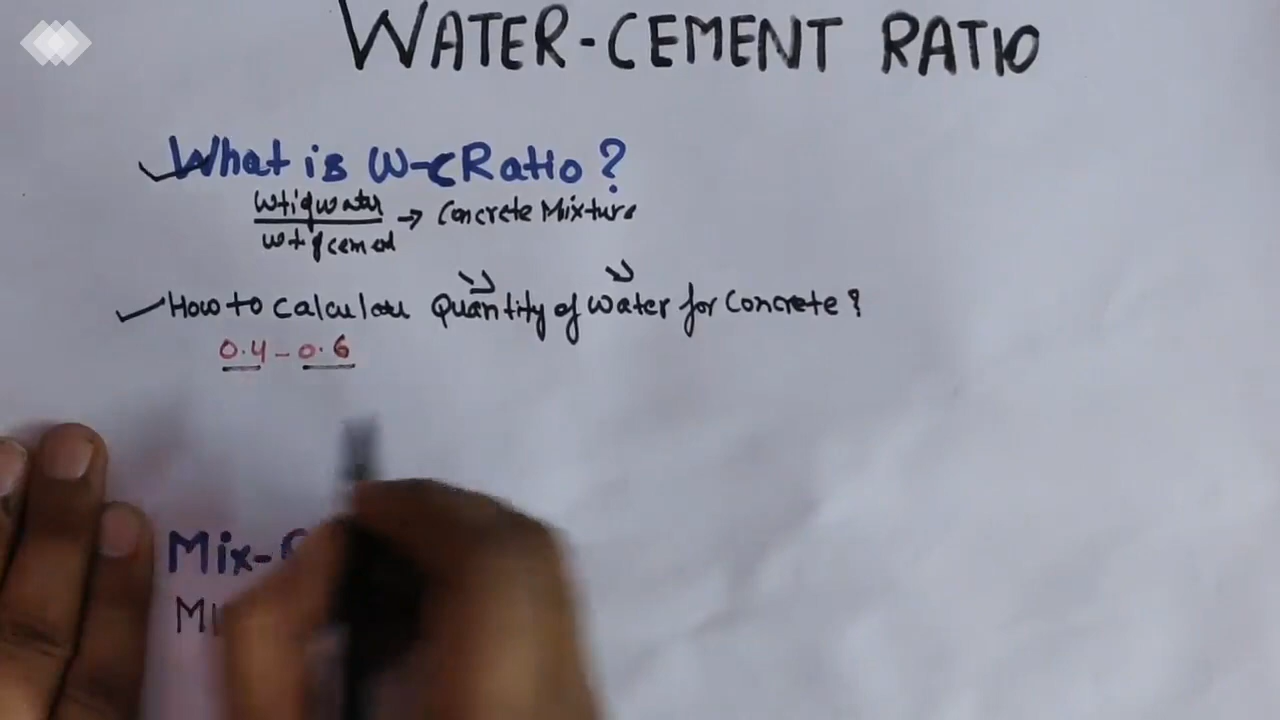 WATER-CEMENT RATIO
What is W-C Ratio?
wt of water
wt of cement
→ Concrete Mixture
How to calculate Quantity of Water for Concrete?
0.4 - 0.6
Mix-